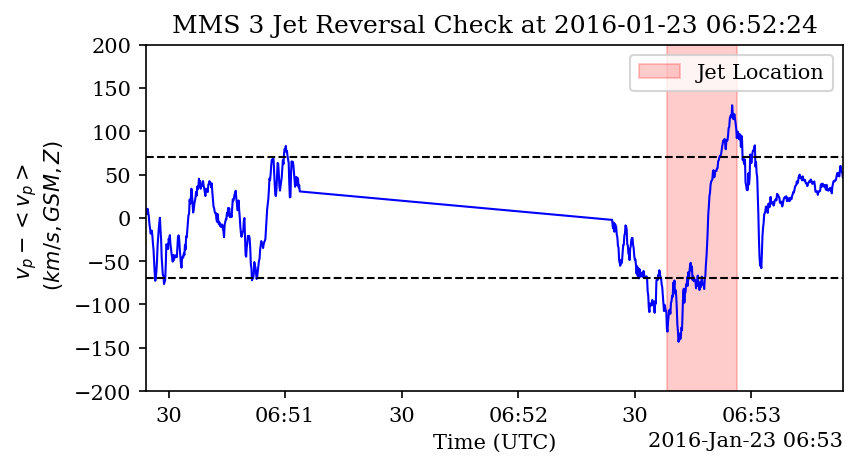 MMS 3 Jet Reversal Check at 2016-01-23 06:52:24
Jet Location
200
150
100
50
0
−50
−100
−150
−200
v_p − < v_p >
(km/s, GSM, Z)
30 06:51 30 06:52 30 06:53
Time (UTC)
2016-Jan-23 06:53